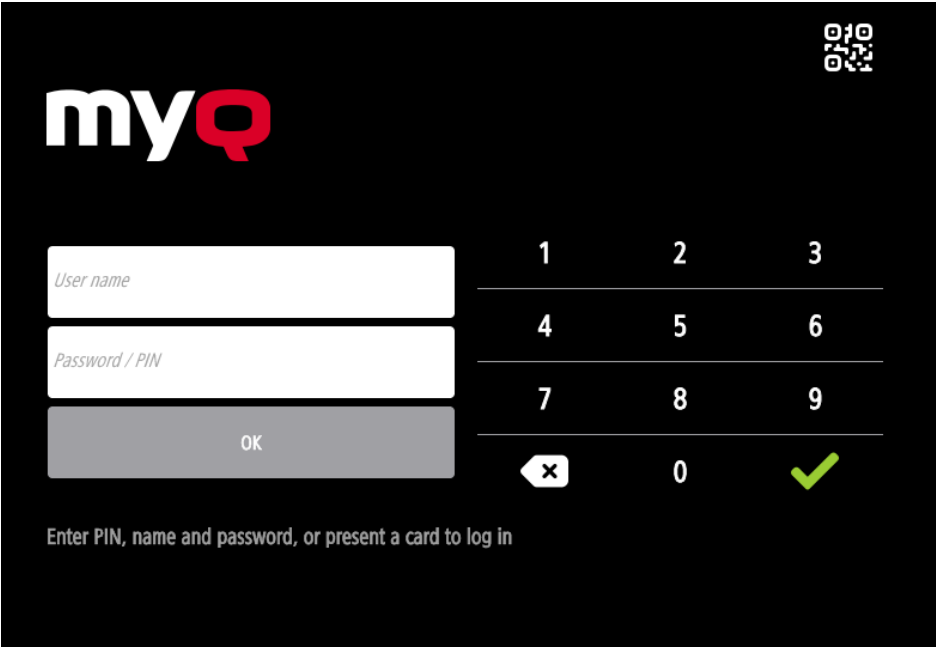 myQ
User name
Password / PIN
OK
1 2 3
4 5 6
7 8 9
0
Enter PIN, name and password, or present a card to log in